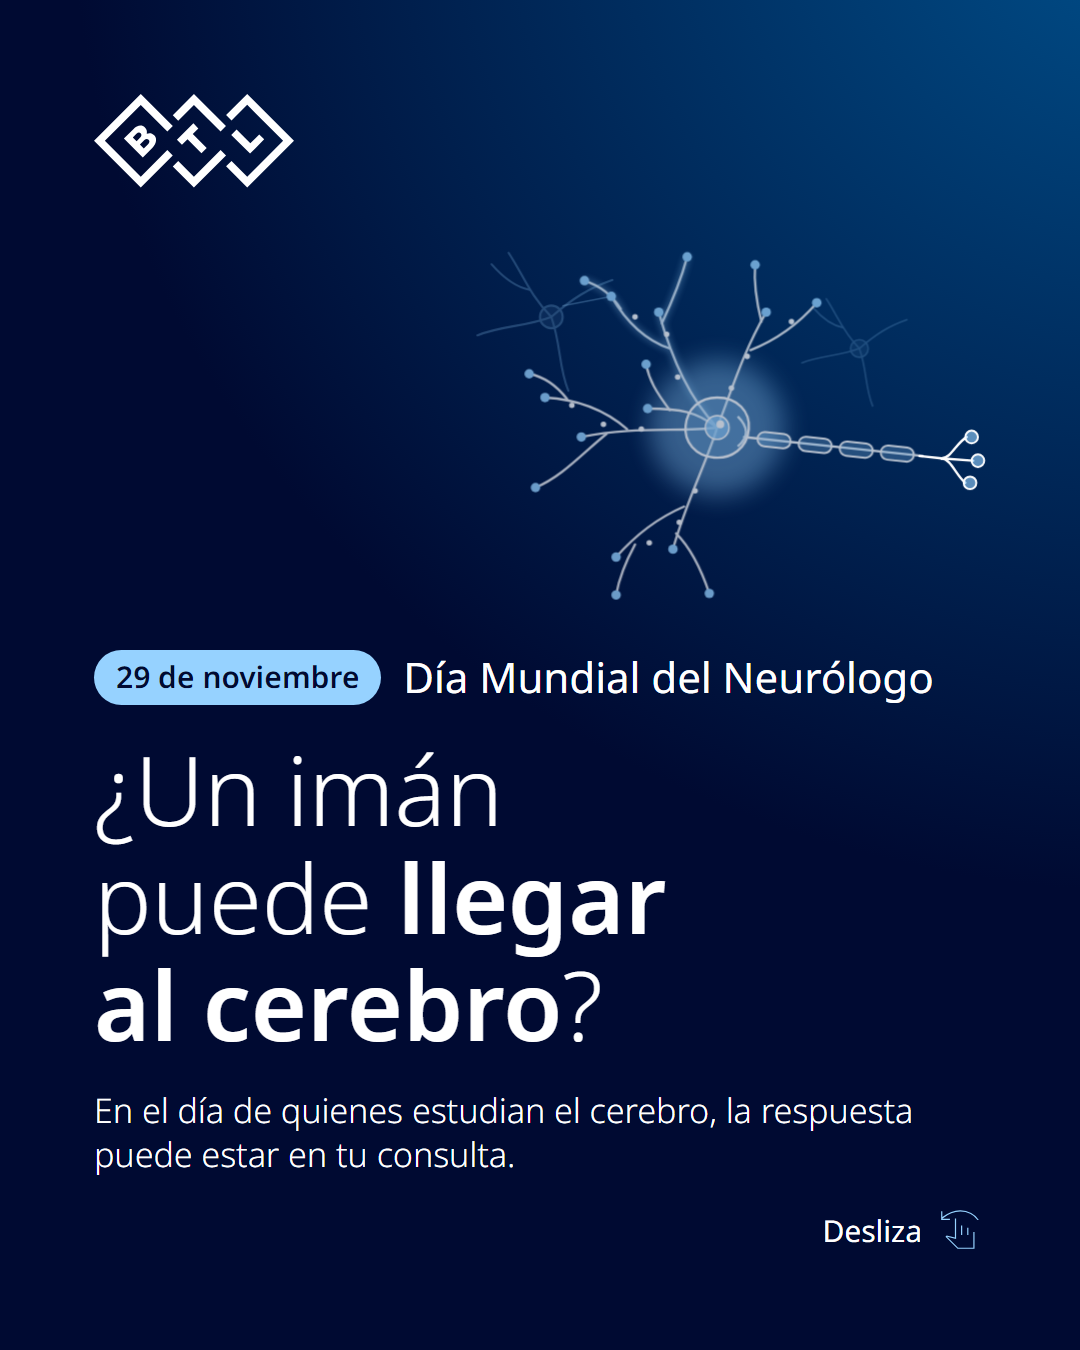 BTL
29 de noviembre
Día Mundial del Neurólogo
¿Un imán
puede llegar
al cerebro?
En el día de quienes estudian el cerebro, la respuesta
puede estar en tu consulta.
Desliza